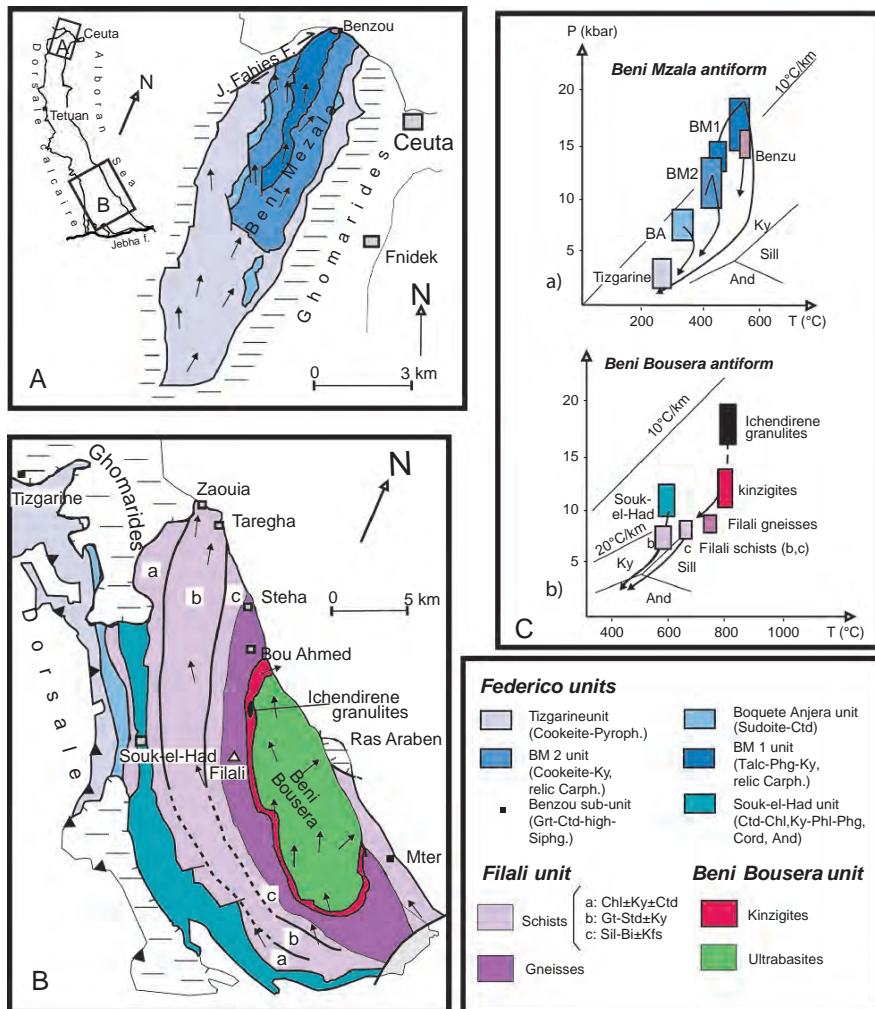 A
Ceuta
Dorsale Calcaire
Alboran Sea
Tetuan
N
B
Jebha f.
Benzou
J. Fahies F.
Beni Mezala
Ceuta
Ghomarides
Fnidek
N
0 3 km
A
P (kbar)
Beni Mzala antiform
10°C/km
20
15
10
5
BM1
Benzu
BM2
BA
Ky
Sill
And
Tizgarine
a)
200 400 600 T (°C)
Beni Bousera antiform
20
15
10
5
10°C/km
Ichendirene
granulites
kinzigites
Souk-
el-Had
Filali gneisses
20°C/km
b
c
Filali schists (b,c)
Ky
Sill
And
b)
400 600 800 1000 T (°C)
C
Ghomarides
Tizgarine
N
Zaouia
Taregha
a
b
c
Steha
0 5 km
Bou Ahmed
Ichendirene
granulites
Dorsale
Souk-el-Had
Filali
Ras Araben
Beni
Bousera
Mter
c
b
a
B
Federico units
Tizgarineunit
(Cookeite-Pyroph.)
Boquete Anjera unit
(Sudoite-Ctd)
BM 2 unit
(Cookeite-Ky,
relic Carph.)
BM 1 unit
(Talc-Phg-Ky,
relic Carph.)
Benzou sub-unit
(Grt-Ctd-high-
Siphg.)
Souk-el-Had unit
(Ctd-Chl,Ky-Phl-Phg,
Cord, And)
Filali unit
Schists
a: Chl±Ky±Ctd
b: Gt-Std±Ky
c: Sil-Bi±Kfs
Gneisses
Beni Bousera unit
Kinzigites
Ultrabasites